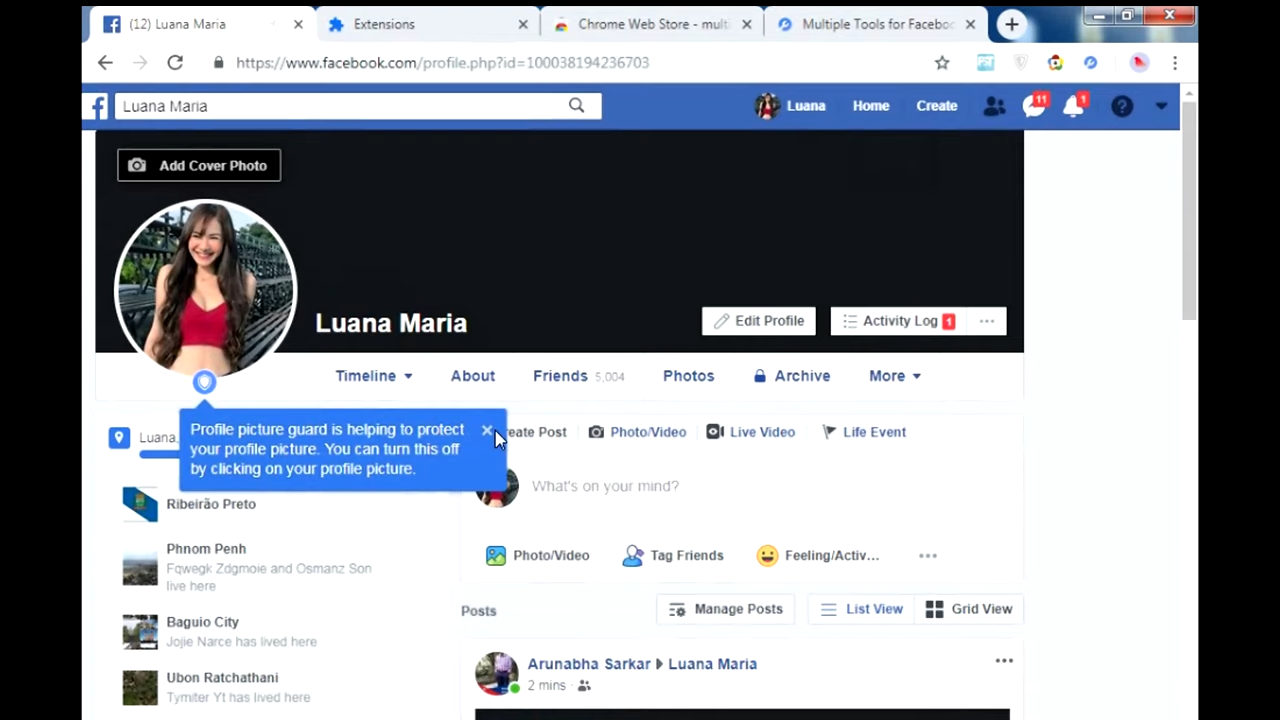 (12) Luana Maria
Extensions
Chrome Web Store - mult
Multiple Tools for Facebo
https://www.facebook.com/profile.php?id=100038194236703
Luana Maria
Luana
Home
Create
11
1
Add Cover Photo
Luana Maria
Edit Profile
Activity Log 1
Timeline
About
Friends 5,004
Photos
Archive
More
Profile picture guard is helping to protect
your profile picture. You can turn this off
by clicking on your profile picture.
Luana,
reate Post
Photo/Video
Live Video
Life Event
What's on your mind?
Ribeirão Preto
Phnom Penh
Fqwegk Zdgmoie and Osmanz Son
live here
Photo/Video
Tag Friends
Feeling/Activ...
Baguio City
Jojie Narce has lived here
Posts
Manage Posts
List View
Grid View
Ubon Ratchathani
Tymiter Yt has lived here
Arunabha Sarkar Luana Maria
2 mins